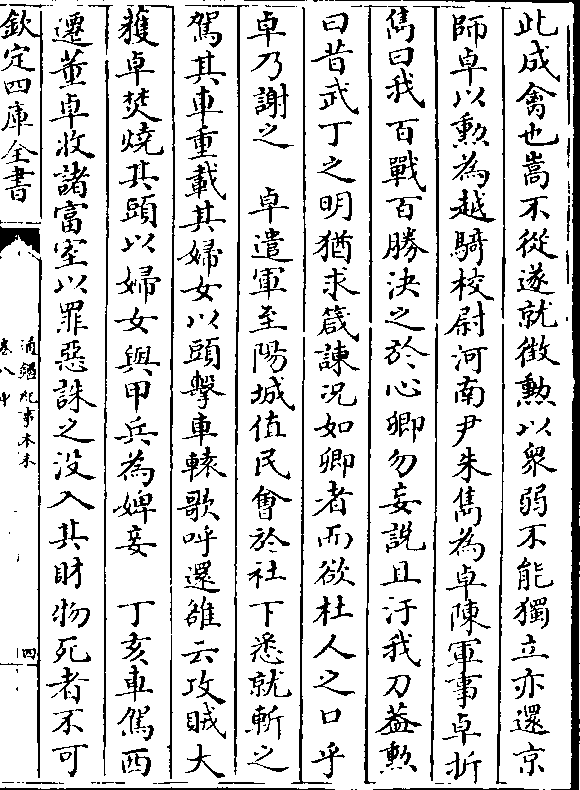 此成禽也嵩不從遂就徴勲以衆弱不能獨立亦還京
師卓以勲為越騎校尉河南尹朱儁為卓陳軍事卓折
儁曰我百戰百勝決之於心卿勿妄說且汙我刀葢勲
曰昔武丁之明猶求箴諫况如卿者而欲杜人之口乎
卓乃謝之　卓遣軍至陽城值民㑹於社下悉就斬之
駕其車重載其婦女以頭擊車轅歌呼還雒云攻賊大
獲卓焚燒其頭以婦女與甲兵為婢妾　丁亥車駕西
遷董卓收諸富室以罪惡誅之没入其財物死者不可
欽定四庫全書
通鑑紀事本末
卷八中
四